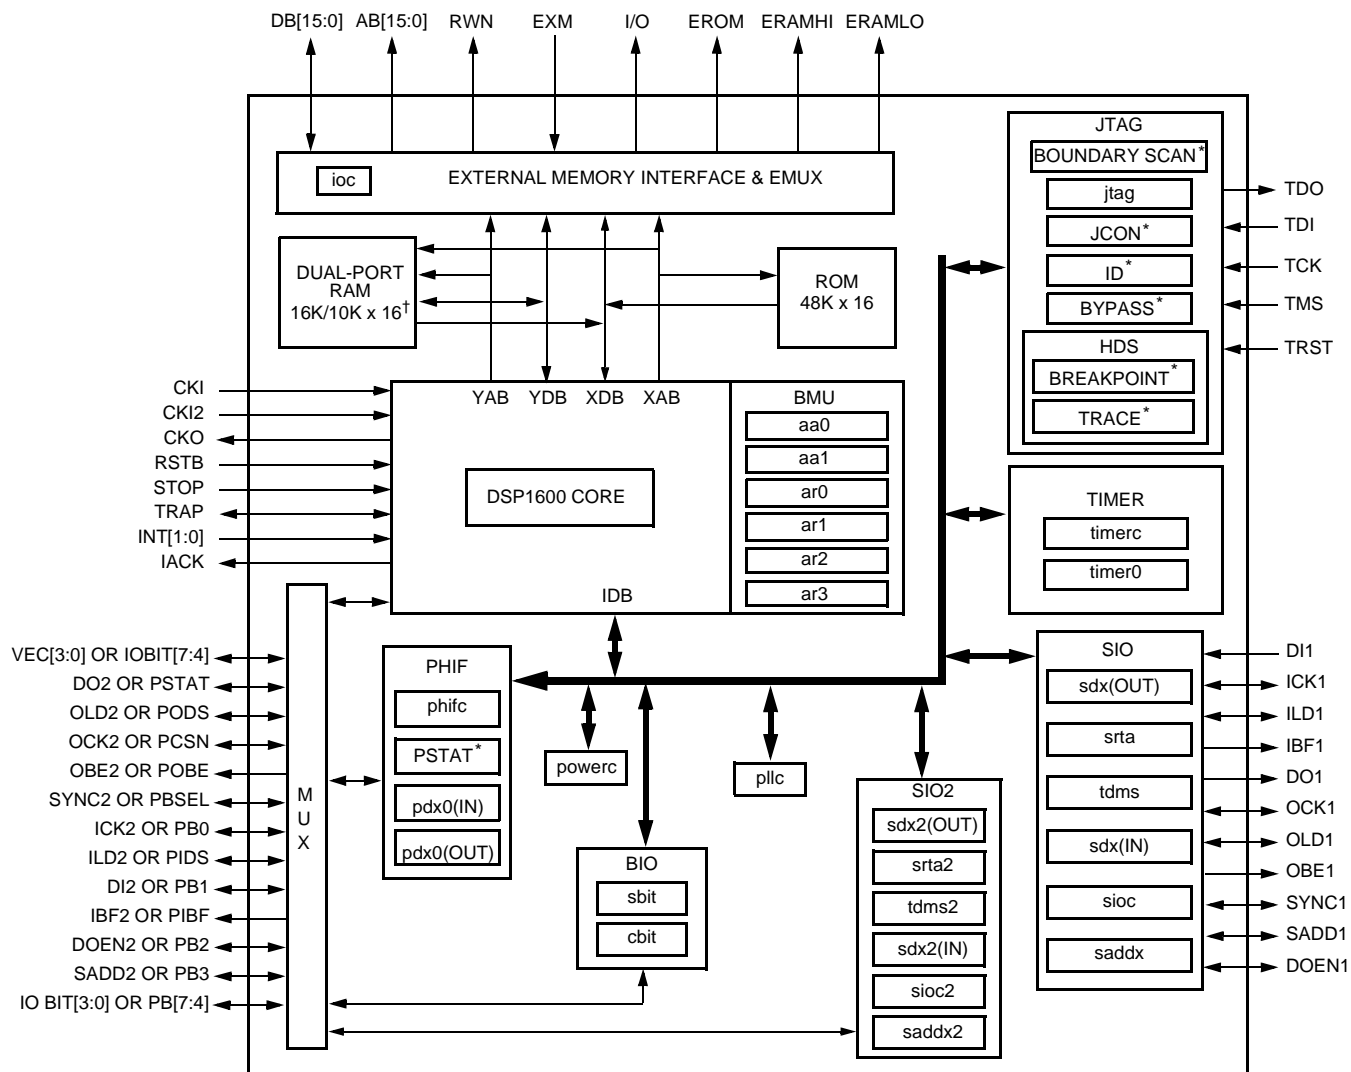 DB[15:0] AB[15:0] RWN EXM I/O EROM ERAMHI ERAMLO
ioc
EXTERNAL MEMORY INTERFACE & EMUX
DUAL-PORT
RAM
16K/10K x 16†
ROM
48K x 16
JTAG
BOUNDARY SCAN*
jtag
JCON*
ID*
BYPASS*
HDS
BREAKPOINT*
TRACE*
TDO
TDI
TCK
TMS
TRST
CKI
CKI2
CKO
RSTB
STOP
TRAP
INT[1:0]
IACK
YAB YDB XDB XAB
DSP1600 CORE
IDB
BMU
aa0
aa1
ar0
ar1
ar2
ar3
TIMER
timerc
timer0
VEC[3:0] OR IOBIT[7:4]
DO2 OR PSTAT
OLD2 OR PODS
OCK2 OR PCSN
OBE2 OR POBE
SYNC2 OR PBSEL
ICK2 OR PB0
ILD2 OR PIDS
DI2 OR PB1
IBF2 OR PIBF
DOEN2 OR PB2
SADD2 OR PB3
IO BIT[3:0] OR PB[7:4]
M
U
X
PHIF
phifc
PSTAT*
pdx0(IN)
pdx0(OUT)
powerc
pllc
BIO
sbit
cbit
SIO2
sdx2(OUT)
srta2
tdms2
sdx2(IN)
sioc2
saddx2
SIO
sdx(OUT)
srta
tdms
sdx(IN)
sioc
saddx
DI1
ICK1
ILD1
IBF1
DO1
OCK1
OLD1
OBE1
SYNC1
SADD1
DOEN1